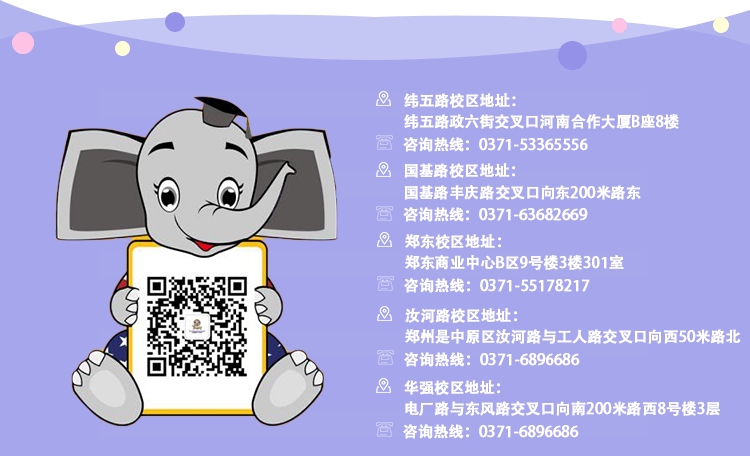 纬五路校区地址：
纬五路政六街交叉口河南合作大厦B座8楼
咨询热线：0371-53365556
国基路校区地址：
国基路丰庆路交叉口向东200米路东
咨询热线：0371-63682669
郑东校区地址：
郑东商业中心B区9号楼3楼301室
咨询热线：0371-55178217
汝河路校区地址：
郑州是中原区汝河路与工人路交叉口向西50米路北
咨询热线：0371-6896686
华强校区地址：
电厂路与东风路交叉口向南200米路西8号楼3层
咨询热线：0371-6896686